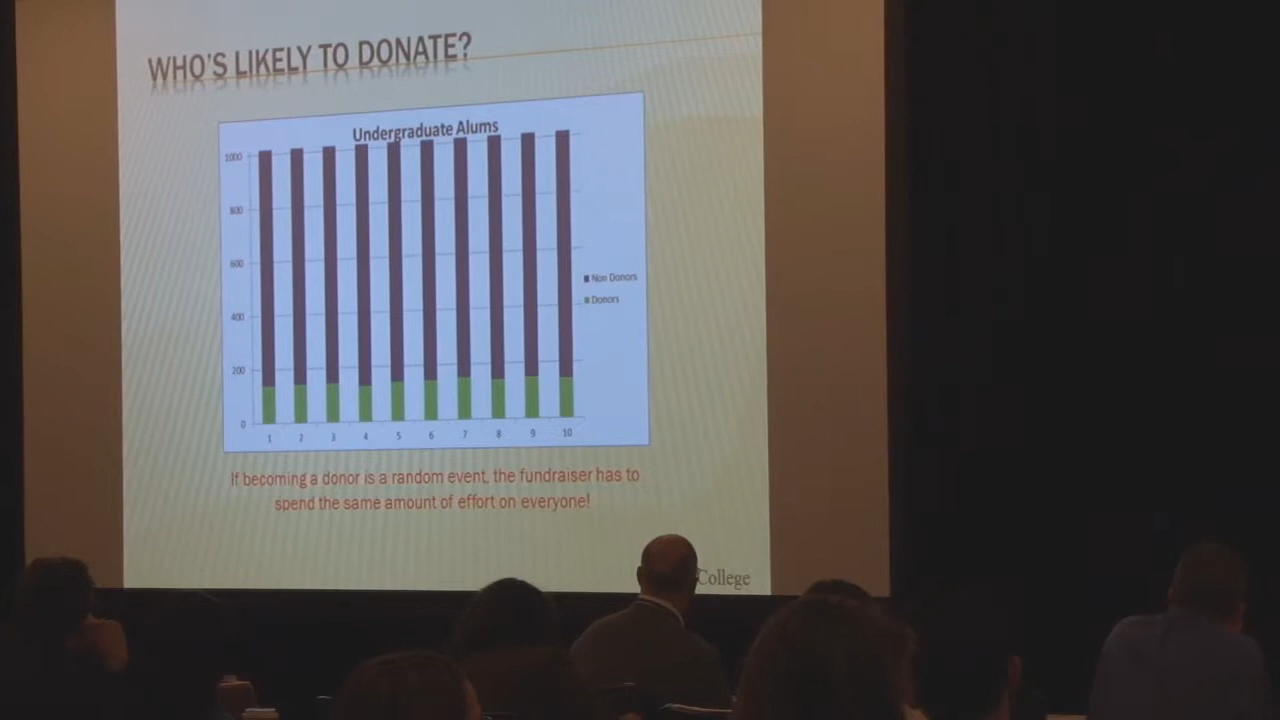 WHO'S LIKELY TO DONATE?
Undergraduate Alums
1000
800
600
400
200
0
1 2 3 4 5 6 7 8 9 10
Non Donors
Donors
If becoming a donor is a random event, the fundraiser has to
spend the same amount of effort on everyone!
College